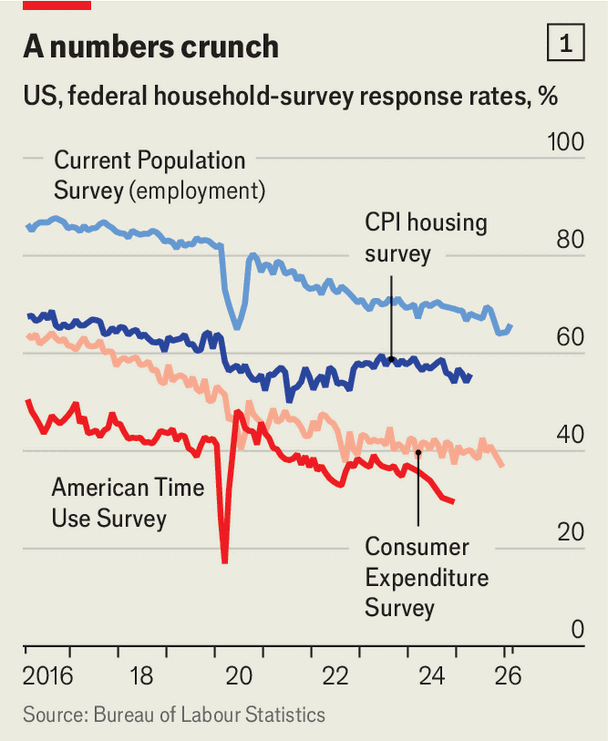 A numbers crunch
1
US, federal household-survey response rates, %
100
Current Population
Survey (employment)
CPI housing
survey
80
60
40
American Time
Use Survey
20
Consumer
Expenditure
Survey
0
2016 18 20 22 24 26
Source: Bureau of Labour Statistics